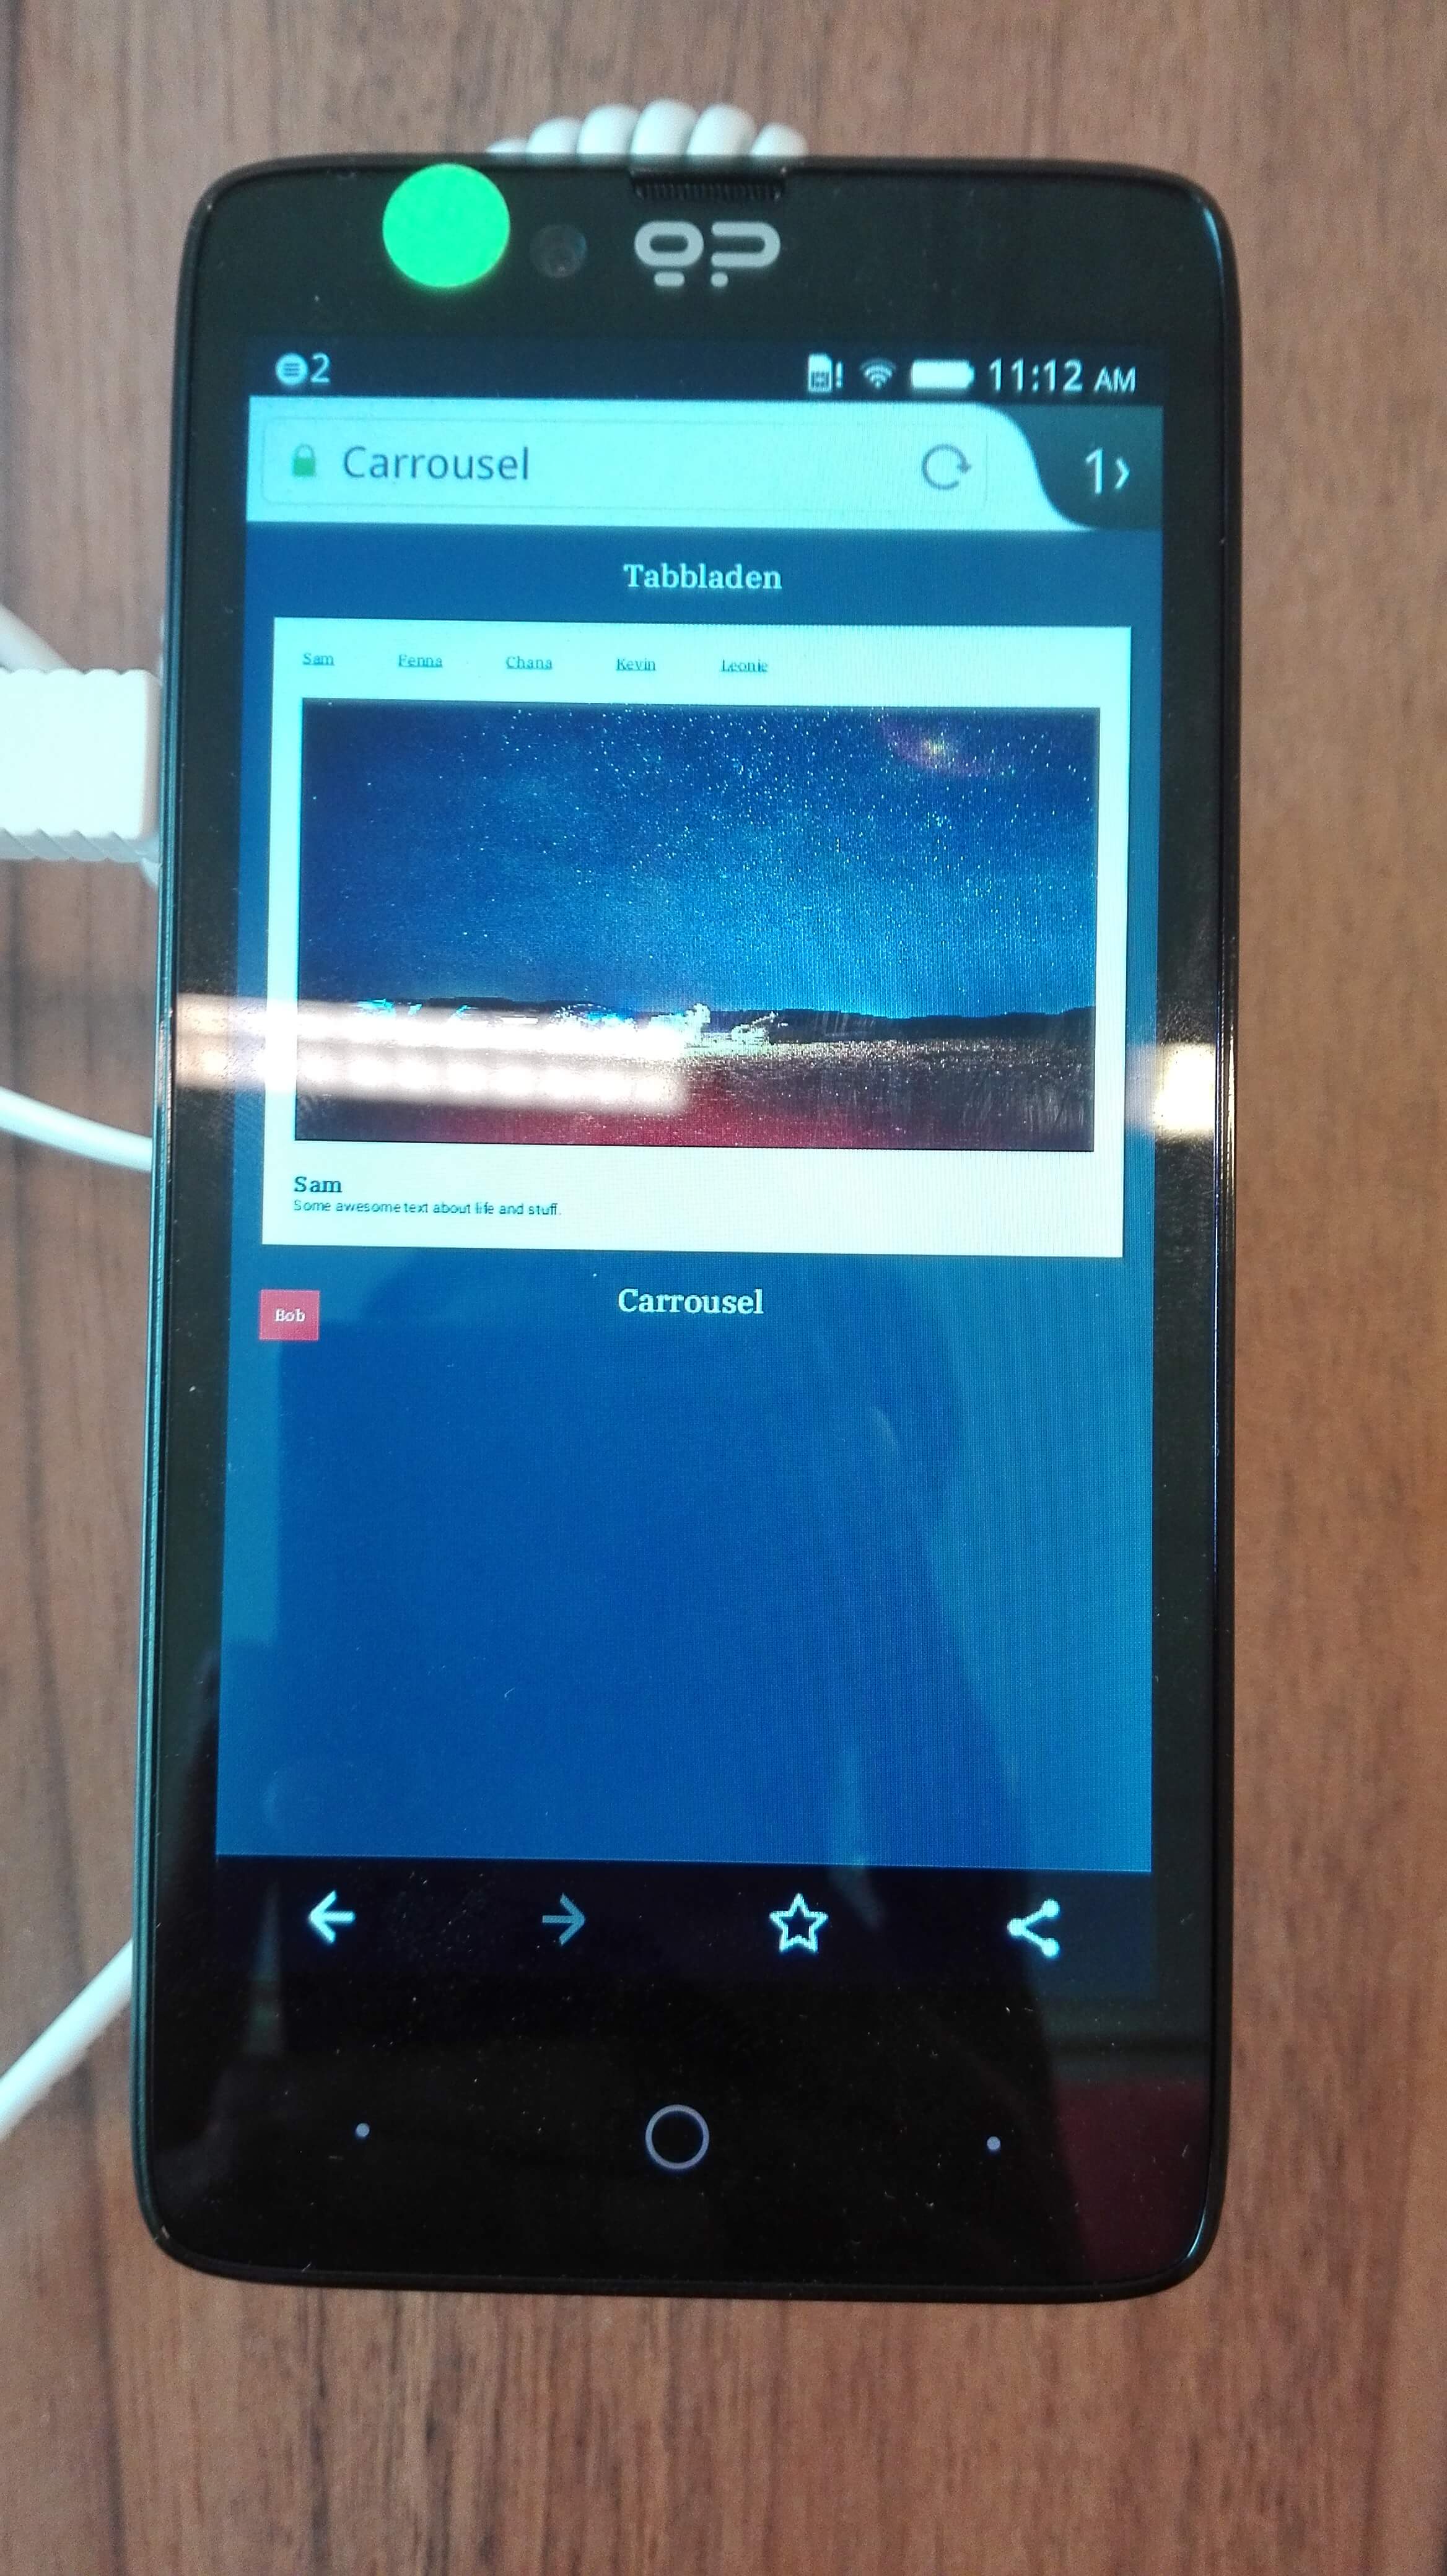 2 11:12 AM
Carrousel 1
Tabbladen
Sam Fenna Chana Kevin Leonie
Sam
Some awesome text about life and stuff.
Carrousel
Bob